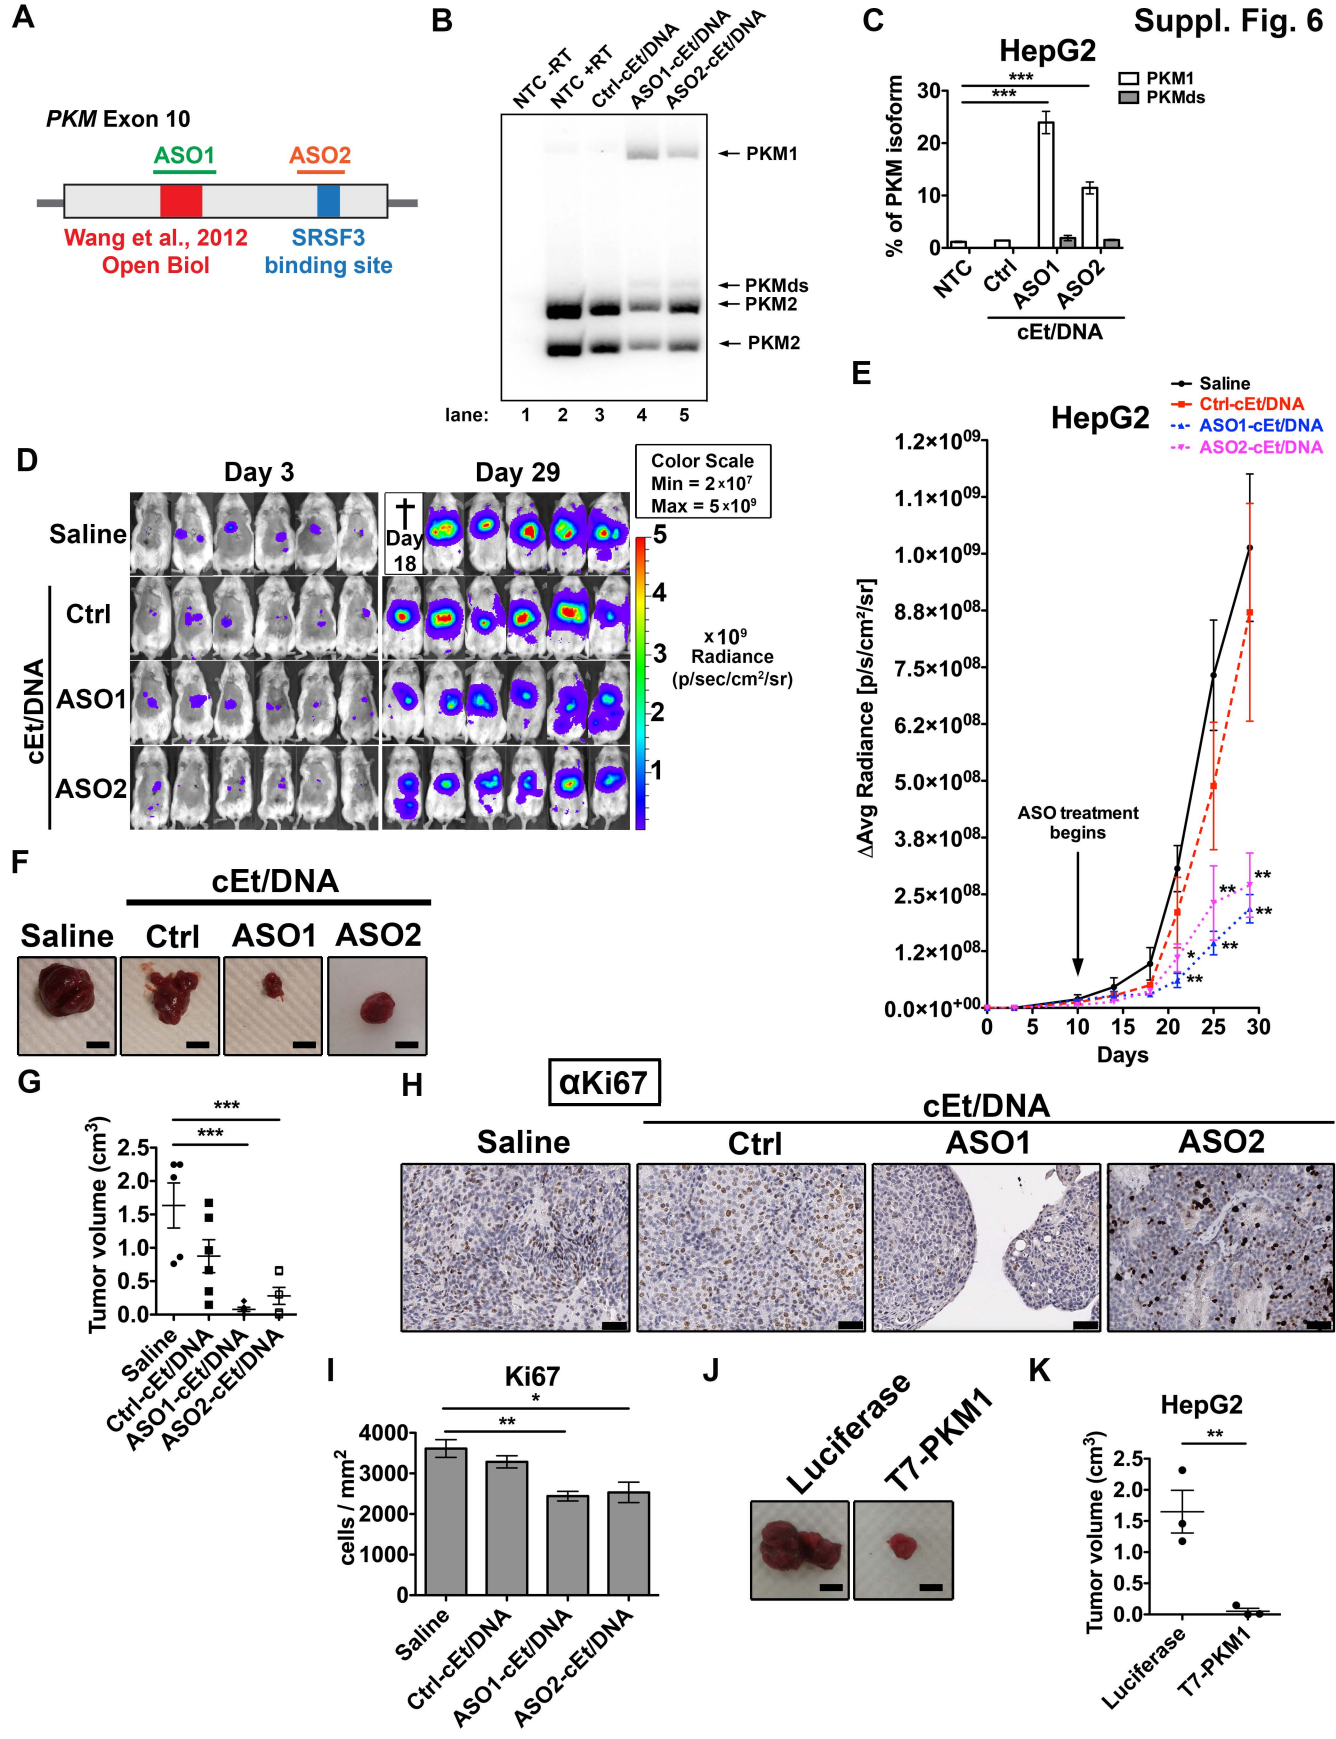 Suppl. Fig. 6
A
PKM Exon 10
ASO1
ASO2
Wang et al., 2012
Open Biol
SRSF3
binding site
B
NTC -RT
NTC +RT
Ctrl-cEt/DNA
ASO1-cEt/DNA
ASO2-cEt/DNA
PKM1
PKMds
PKM2
PKM2
lane: 1 2 3 4 5
C
HepG2
PKM1
PKMds
***
***
% of PKM isoform
30
20
10
0
NTC
Ctrl
ASO1
ASO2
cEt/DNA
D
Day 3
Day 29
Color Scale
Min = 2×10⁷
Max = 5×10⁹
Saline
†
Day
18
cEt/DNA
Ctrl
ASO1
ASO2
5
4
3
2
1
x10⁹
Radiance
(p/sec/cm²/sr)
E
HepG2
Saline
Ctrl-cEt/DNA
ASO1-cEt/DNA
ASO2-cEt/DNA
ΔAvg Radiance [p/s/cm²/sr]
1.2×10⁰⁹
1.1×10⁰⁹
1.0×10⁰⁹
8.8×10⁰⁸
7.5×10⁰⁸
6.2×10⁰⁸
5.0×10⁰⁸
3.8×10⁰⁸
2.5×10⁰⁸
1.2×10⁰⁸
0.0×10⁺⁰⁰
ASO treatment
begins
**
**
**
**
*
**
0 5 10 15 20 25 30
Days
F
cEt/DNA
Saline Ctrl ASO1 ASO2
G
***
***
Tumor volume (cm³)
2.5
2.0
1.5
1.0
0.5
0.0
Saline
Ctrl-cEt/DNA
ASO1-cEt/DNA
ASO2-cEt/DNA
H
αKi67
cEt/DNA
Saline Ctrl ASO1 ASO2
I
Ki67
*
**
cells / mm²
4000
3000
2000
1000
0
Saline
Ctrl-cEt/DNA
ASO1-cEt/DNA
ASO2-cEt/DNA
J
Luciferase
T7-PKM1
K
HepG2
**
Tumor volume (cm³)
2.5
2.0
1.5
1.0
0.5
0.0
Luciferase
T7-PKM1